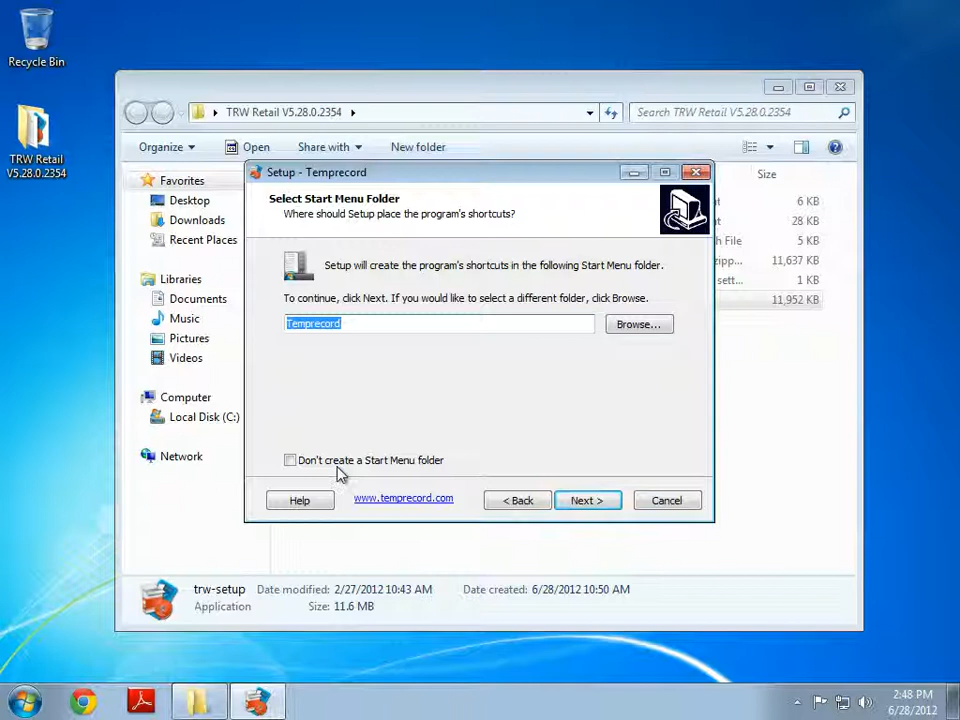 Recycle Bin
TRW Retail
V5.28.0.2354
TRW Retail V5.28.0.2354
Search TRW Retail V5.28.0.2354
Organize Open Share with New folder
Favorites
Desktop
Downloads
Recent Places
Libraries
Documents
Music
Pictures
Videos
Computer
Local Disk (C:)
Network
Size
6 KB
28 KB
File 5 KB
11,637 KB
1 KB
11,952 KB
Setup - Temprecord
Select Start Menu Folder
Where should Setup place the program's shortcuts?
Setup will create the program's shortcuts in the following Start Menu folder.
To continue, click Next. If you would like to select a different folder, click Browse.
Temprecord
Browse...
Don't create a Start Menu folder
Help www.temprecord.com < Back Next > Cancel
trw-setup Date modified: 2/27/2012 10:43 AM Date created: 6/28/2012 10:50 AM
Application Size: 11.6 MB
2:48 PM
6/28/2012